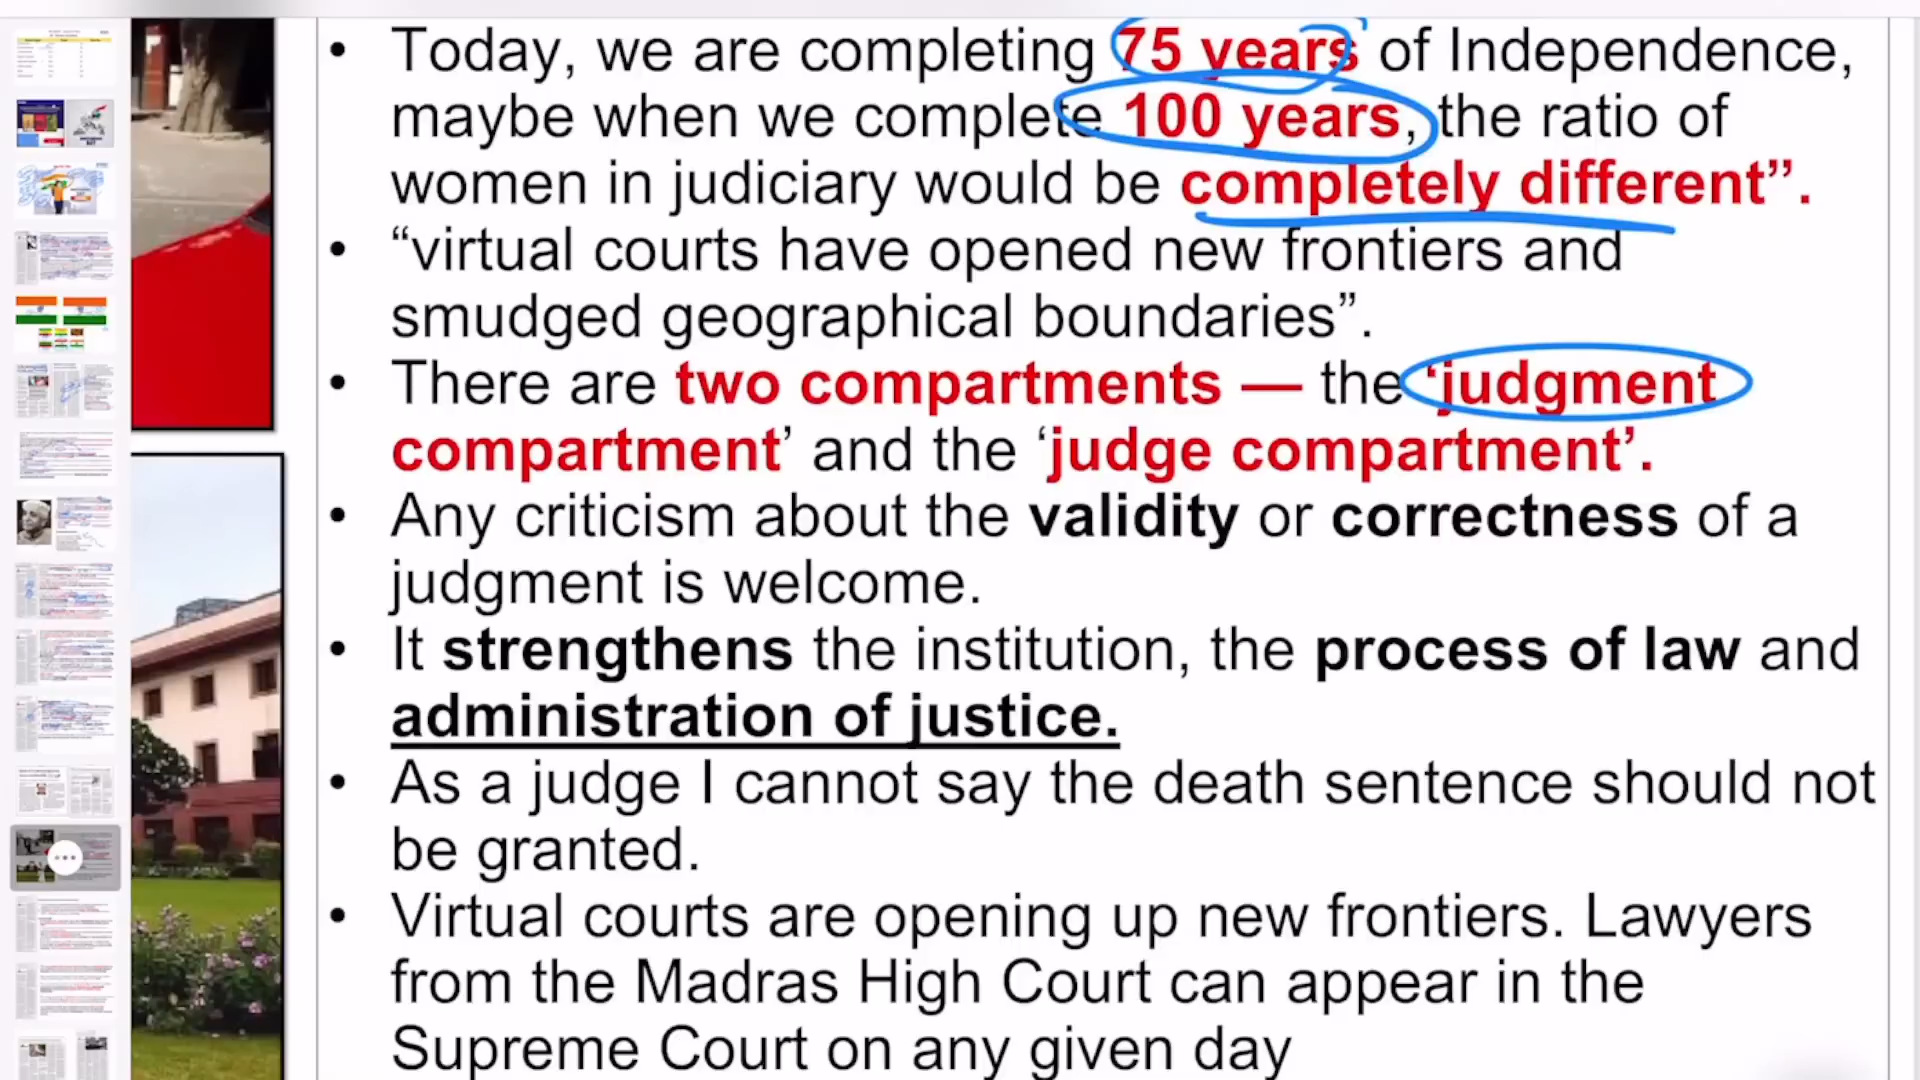 • Today, we are completing 75 years of Independence,
maybe when we complete 100 years, the ratio of
women in judiciary would be completely different”.
• “virtual courts have opened new frontiers and
smudged geographical boundaries”.
• There are two compartments — the ‘judgment
compartment’ and the ‘judge compartment’.
• Any criticism about the validity or correctness of a
judgment is welcome.
• It strengthens the institution, the process of law and
administration of justice.
• As a judge I cannot say the death sentence should not
be granted.
• Virtual courts are opening up new frontiers. Lawyers
from the Madras High Court can appear in the
Supreme Court on any given day